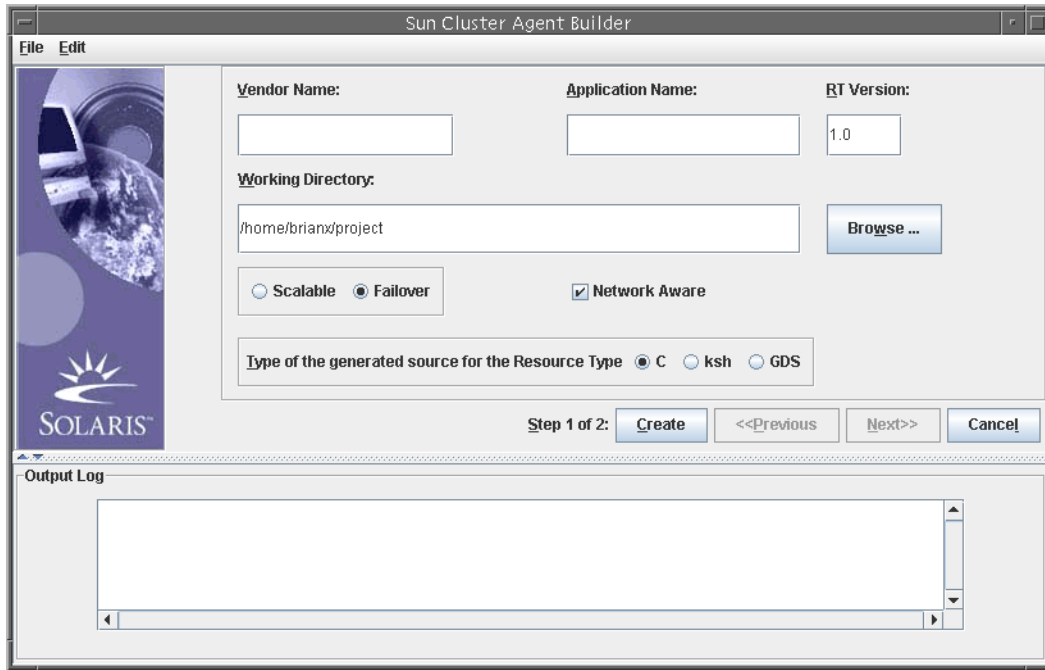 Sun Cluster Agent Builder
File Edit
Vendor Name: Application Name: RT Version:
1.0
Working Directory:
/home/brianx/project Browse ...
Scalable Failover Network Aware
Type of the generated source for the Resource Type C ksh GDS
SOLARIS™
Step 1 of 2: Create <<Previous Next>> Cancel
Output Log